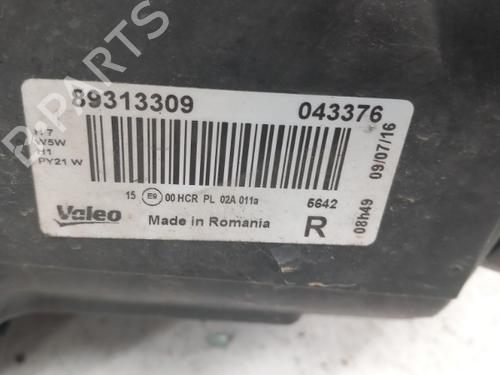 B-PARTS
89313309 043376
H7
W5W
H1
PY21 W
15 E9 00 HCR PL 02A 011a 5642
Valeo Made in Romania R
08h49 09/07/16